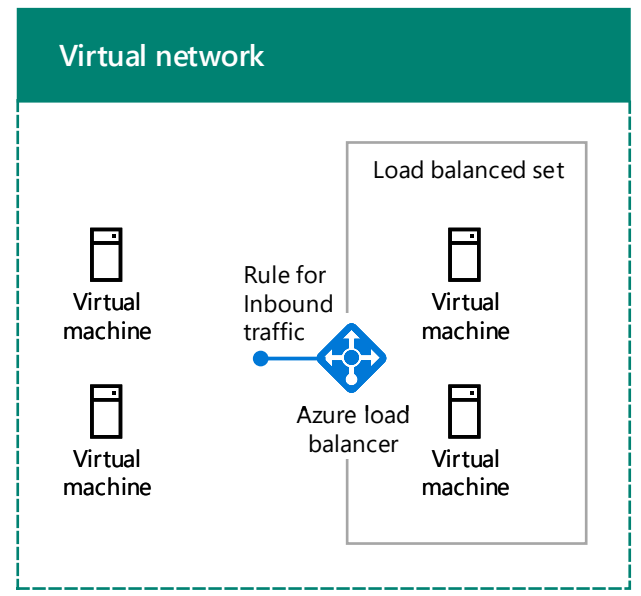 Virtual network
Load balanced set
Virtual
machine
Rule for
Inbound
traffic
Virtual
machine
Virtual
machine
Azure load
balancer
Virtual
machine